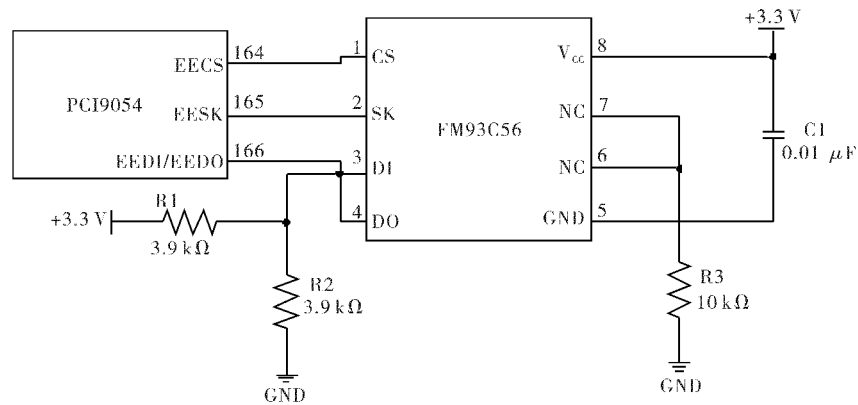 +3.3 V
PCI9054
EECS
164
EESK
165
EEDI/EEDO
166
1
CS
2
SK
3
DI
4
DO
FM93C56
V_CC
8
NC
7
NC
6
GND
5
C1
0.01 μF
+3.3 V
R1
3.9 kΩ
R2
3.9 kΩ
GND
R3
10 kΩ
GND